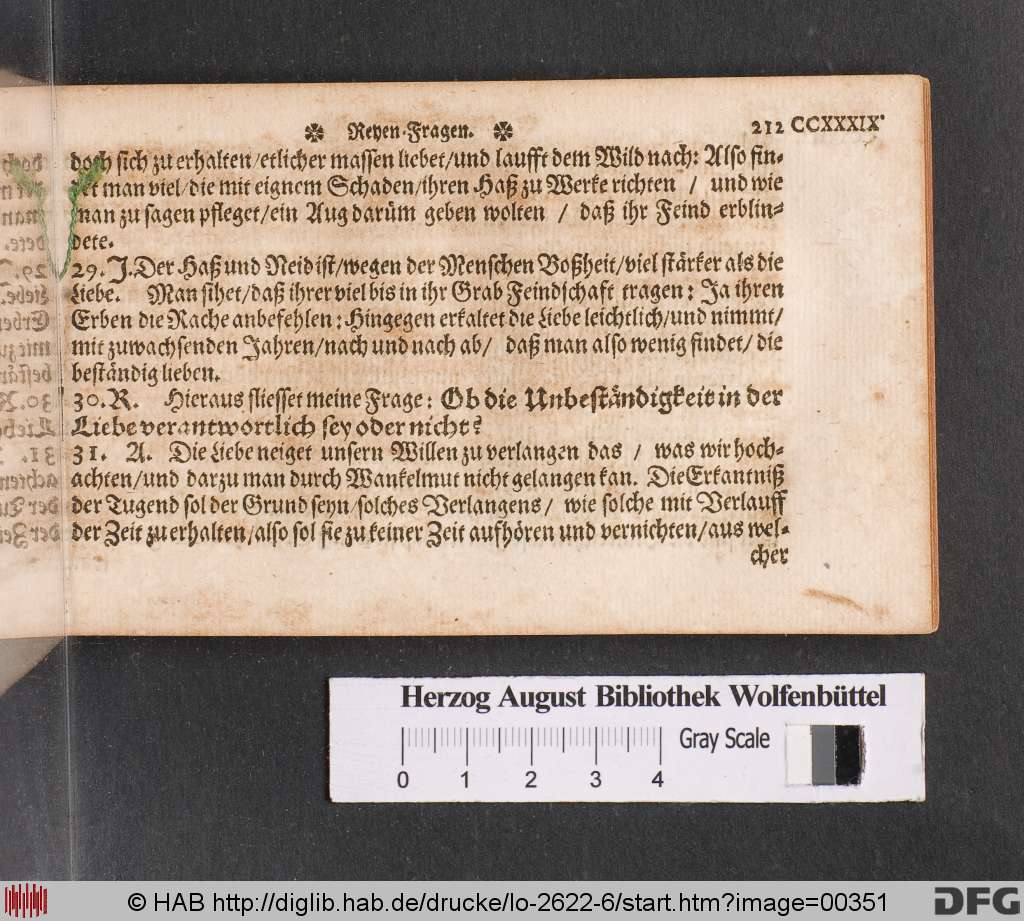 Reyen-Fragen. 212 CCXXXIX
doch sich zu erhalten/etlicher massen liebet/und laufft dem Wild nach: Also fin-
det man viel/die mit eignem Schaden/ihren Haß zu Werke richten / und wie
man zu sagen pfleget/ein Aug darüm geben wolten / daß ihr Feind erblin-
dete.
29. J. Der Haß und Neid ist/wegen der Menschen Boßheit/viel stärker als die
Liebe. Man sihet/daß ihrer viel bis in ihr Grab Feindschaft tragen: Ja ihren
Erben die Rache anbefehlen: Hingegen erkaltet die Liebe leichtlich/und nimmt/
mit zuwachsenden Jahren/nach und nach ab/ daß man also wenig findet/ die
beständig lieben.
30. R. Hieraus fliesset meine Frage: Ob die Unbeständigkeit in der
Liebe verantwortlich sey oder nicht?
31. A. Die Liebe neiget unsern Willen zu verlangen das / was wir hoch-
achten/und darzu man durch Wankelmut nicht gelangen kan. Die Erkantniß
der Tugend sol der Grund seyn/solches Verlangens/ wie solche mit Verlauff
der Zeit zu erhalten/also sol sie zu keiner Zeit aufhören und vernichten/aus wel-
cher
Herzog August Bibliothek Wolfenbüttel
Gray Scale
0 1 2 3 4
© HAB http://diglib.hab.de/drucke/lo-2622-6/start.htm?image=00351
DFG